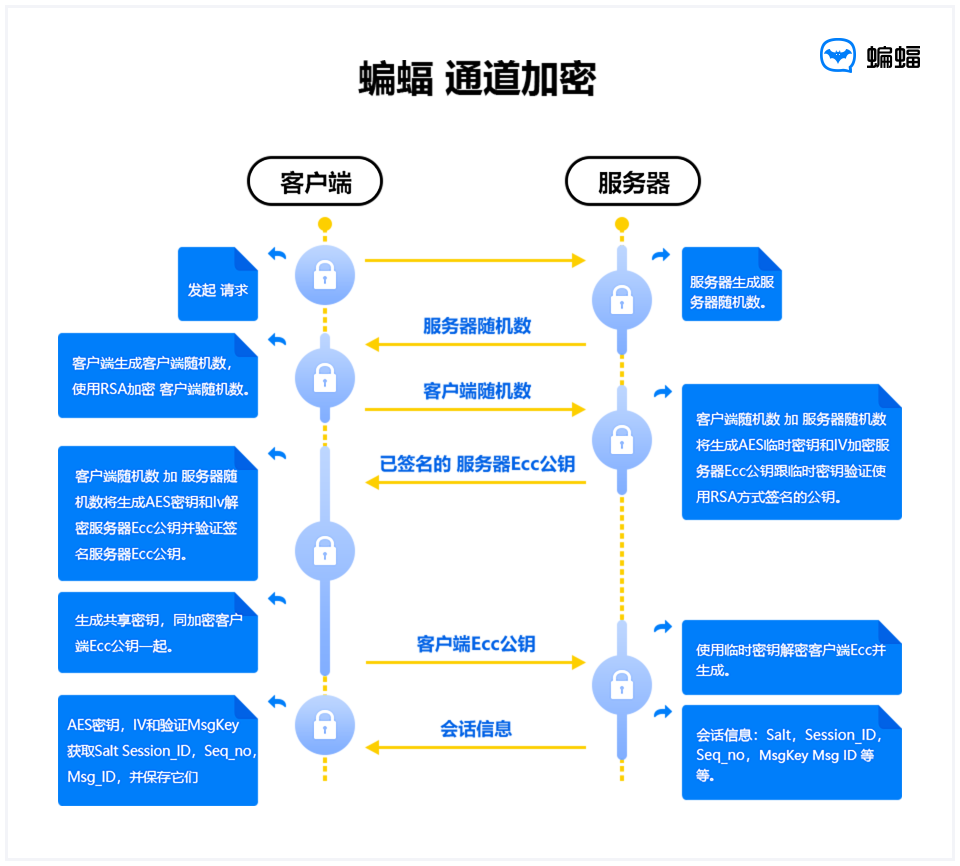 蝙蝠
蝙蝠 通道加密
客户端
服务器
发起 请求
服务器生成服
务器随机数。
服务器随机数
客户端生成客户端随机数，
使用RSA加密 客户端随机数。
客户端随机数
客户端随机数 加 服务器随机数
将生成AES临时密钥和IV加密服
务器Ecc公钥跟临时密钥验证使
用RSA方式签名的公钥。
已签名的 服务器Ecc公钥
客户端随机数 加 服务器随
机数将生成AES密钥和Iv解
密服务器Ecc公钥并验证签
名服务器Ecc公钥。
生成共享密钥，同加密客户
端Ecc公钥一起。
客户端Ecc公钥
使用临时密钥解密客户端Ecc并
生成。
AES密钥，IV和验证MsgKey
获取Salt Session_ID，Seq_no，
Msg_ID，并保存它们
会话信息
会话信息：Salt，Session_ID，
Seq_no，MsgKey Msg ID 等
等。